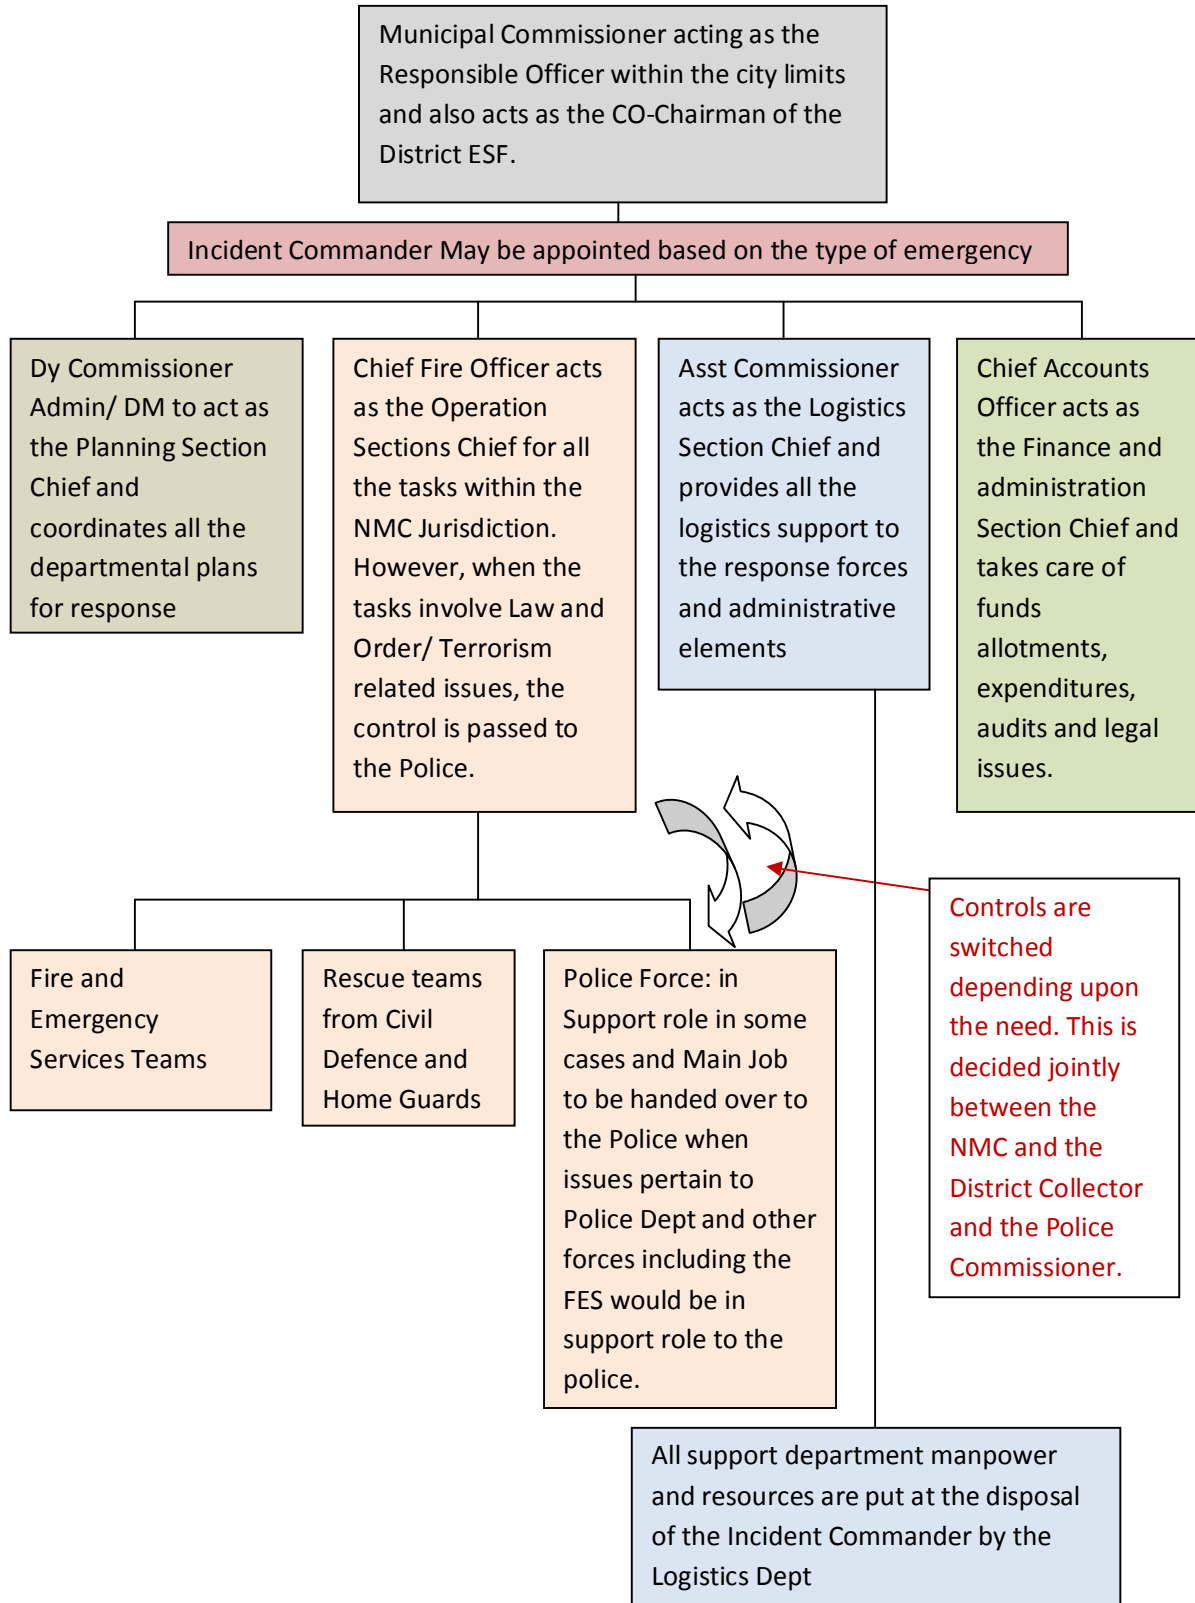 Municipal Commissioner acting as the
Responsible Officer within the city limits
and also acts as the CO-Chairman of the
District ESF.
Incident Commander May be appointed based on the type of emergency
Dy Commissioner
Admin/ DM to act as
the Planning Section
Chief and
coordinates all the
departmental plans
for response
Chief Fire Officer acts
as the Operation
Sections Chief for all
the tasks within the
NMC Jurisdiction.
However, when the
tasks involve Law and
Order/ Terrorism
related issues, the
control is passed to
the Police.
Asst Commissioner
acts as the Logistics
Section Chief and
provides all the
logistics support to
the response forces
and administrative
elements
Chief Accounts
Officer acts as
the Finance and
administration
Section Chief and
takes care of
funds
allotments,
expenditures,
audits and legal
issues.
Controls are
switched
depending upon
the need. This is
decided jointly
between the
NMC and the
District Collector
and the Police
Commissioner.
Fire and
Emergency
Services Teams
Rescue teams
from Civil
Defence and
Home Guards
Police Force: in
Support role in some
cases and Main Job
to be handed over to
the Police when
issues pertain to
Police Dept and other
forces including the
FES would be in
support role to the
police.
All support department manpower
and resources are put at the disposal
of the Incident Commander by the
Logistics Dept